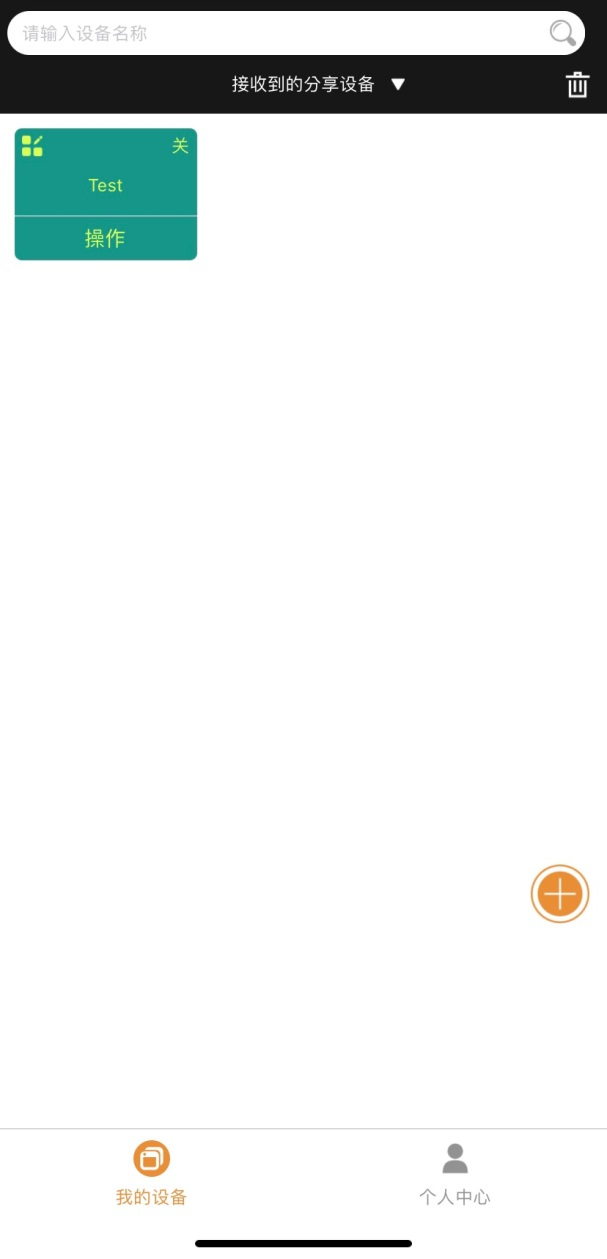 请输入设备名称
接收到的分享设备 ▼
关
Test
操作
我的设备
个人中心